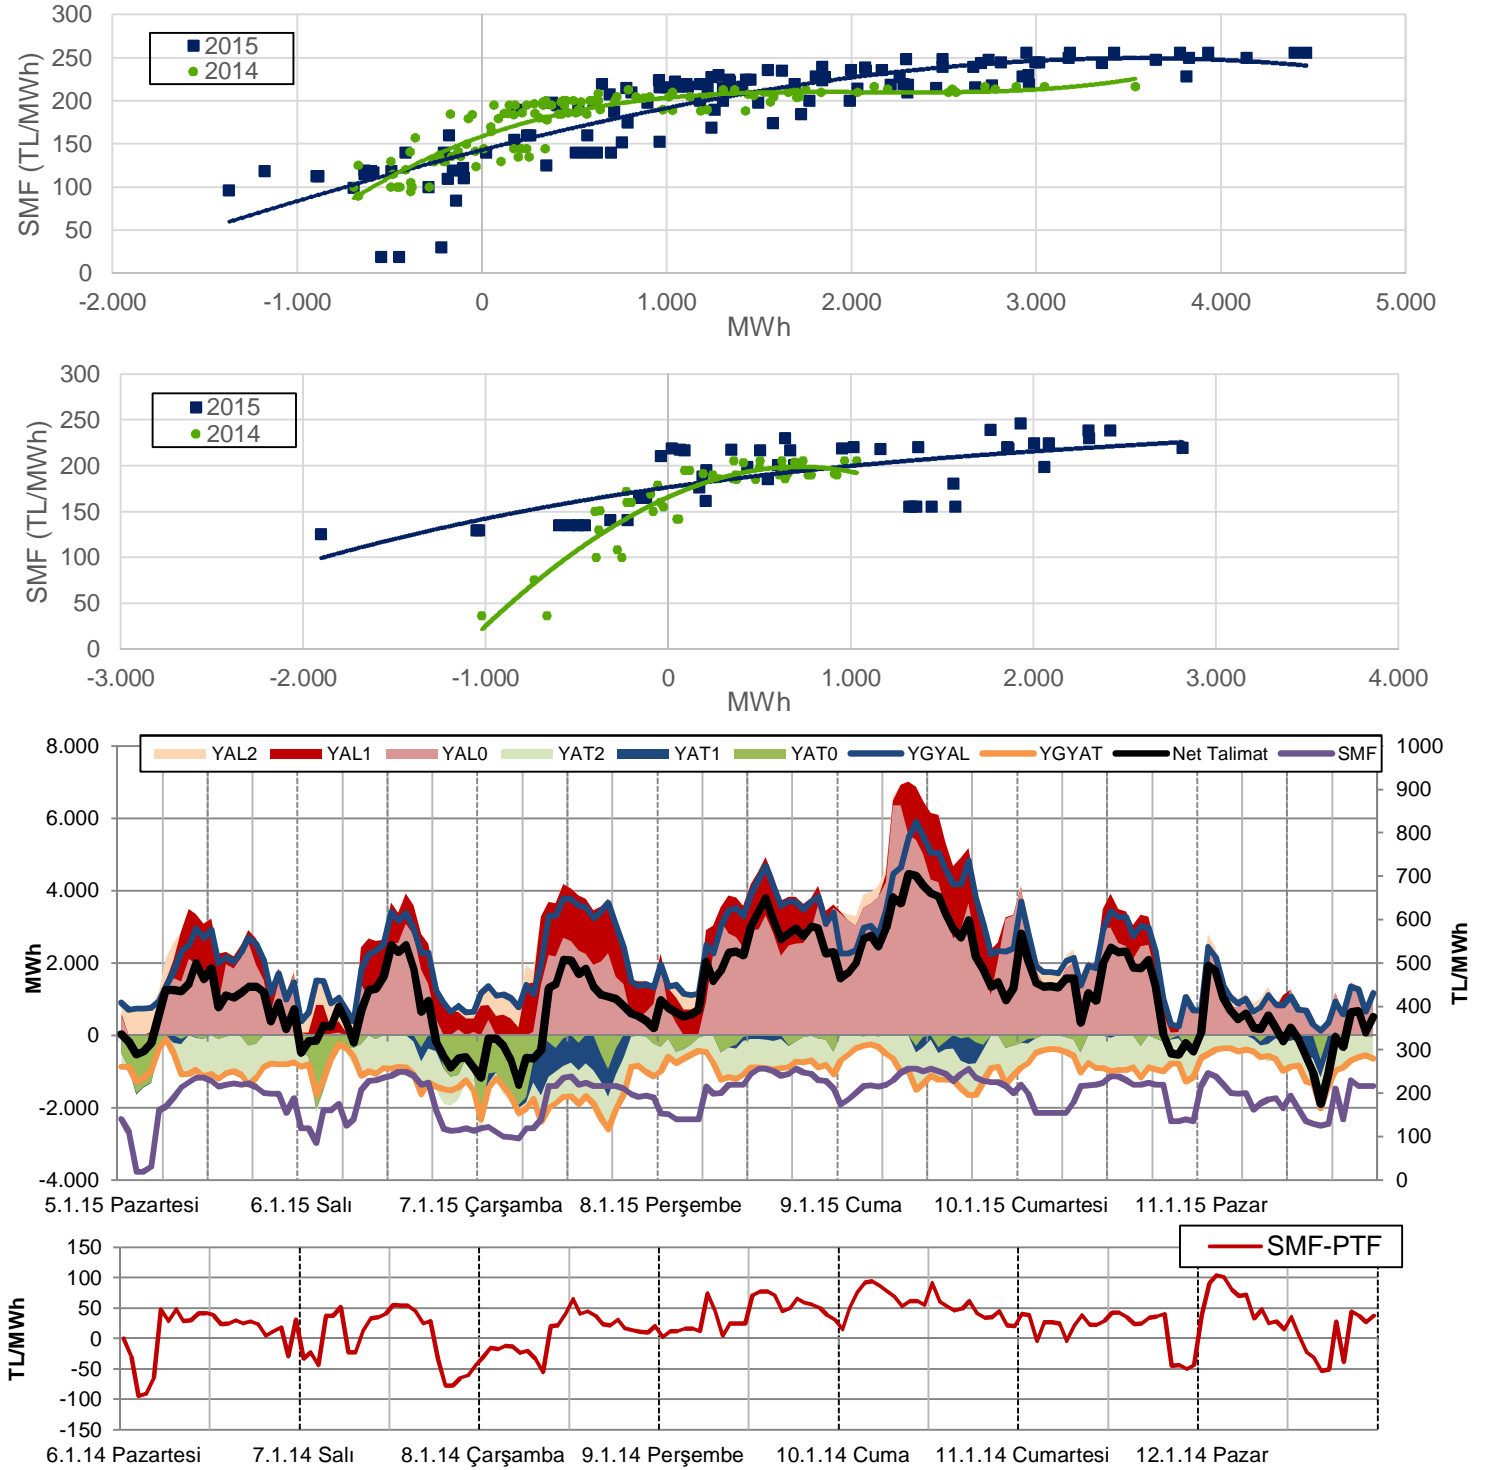 300
250
200
150
100
50
0
SMF (TL/MWh)
2015
2014
-2.000
-1.000
0
1.000
2.000
3.000
4.000
5.000
MWh
300
250
200
150
100
50
0
SMF (TL/MWh)
2015
2014
-3.000
-2.000
-1.000
0
1.000
2.000
3.000
4.000
MWh
YAL2 YAL1 YAL0 YAT2 YAT1 YAT0 YGYAL YGYAT Net Talimat SMF
8.000
6.000
4.000
2.000
0
-2.000
-4.000
MWh
1000
900
800
700
600
500
400
300
200
100
0
TL/MWh
5.1.15 Pazartesi
6.1.15 Salı
7.1.15 Çarşamba
8.1.15 Perşembe
9.1.15 Cuma
10.1.15 Cumartesi
11.1.15 Pazar
SMF-PTF
150
100
50
0
-50
-100
-150
TL/MWh
6.1.14 Pazartesi
7.1.14 Salı
8.1.14 Çarşamba
9.1.14 Perşembe
10.1.14 Cuma
11.1.14 Cumartesi
12.1.14 Pazar